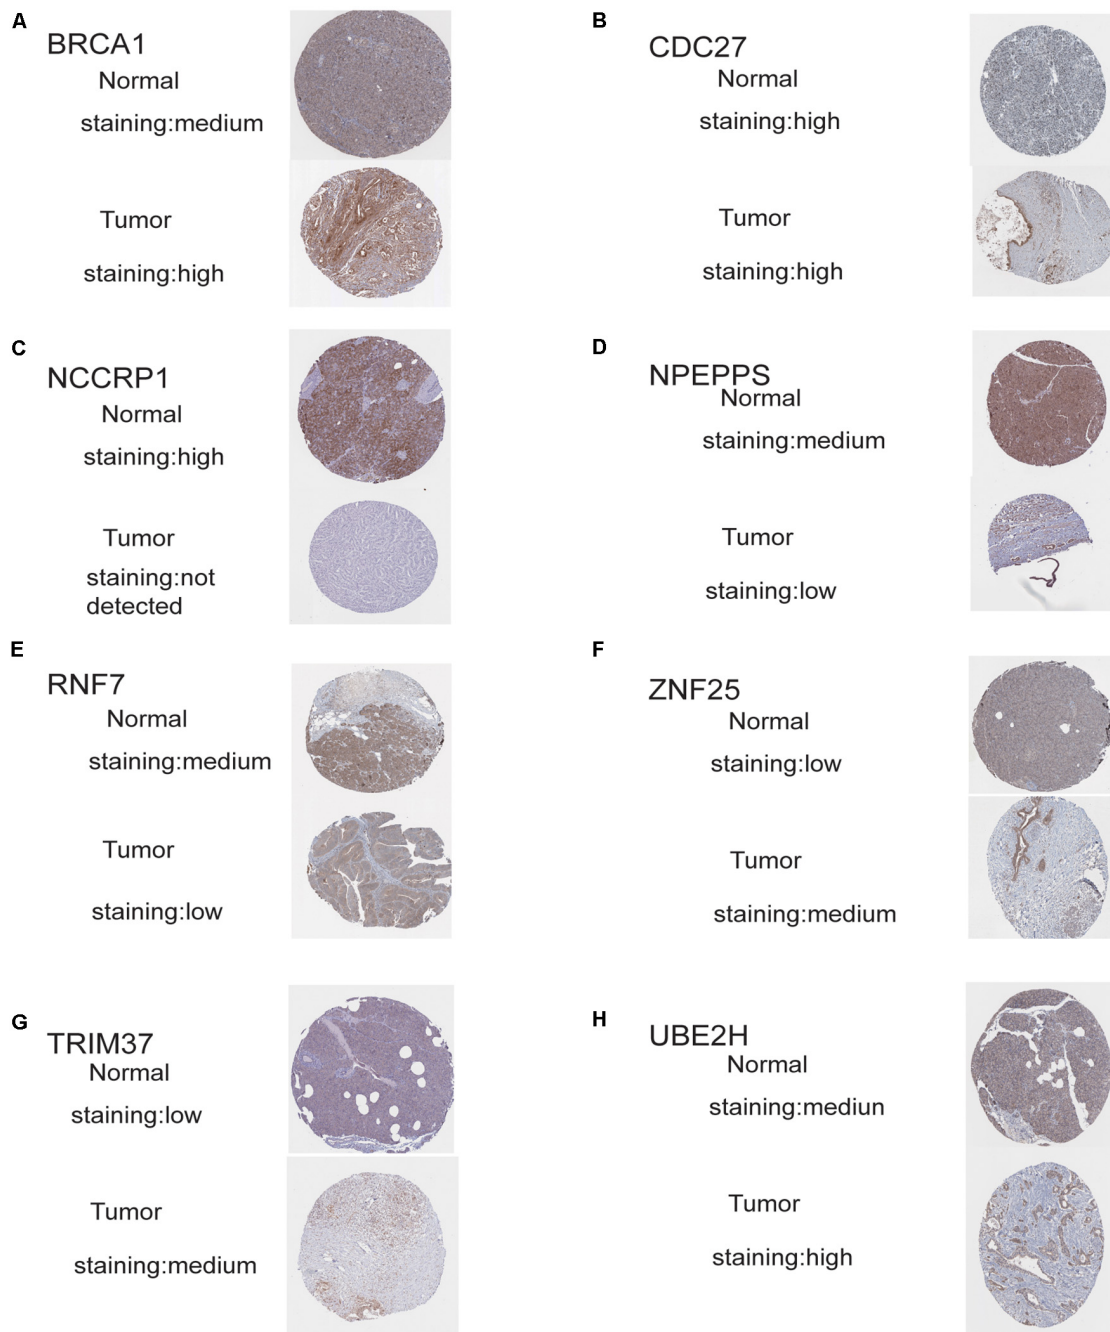 A
BRCA1
Normal
staining:medium
Tumor
staining:high
B
CDC27
Normal
staining:high
Tumor
staining:high
C
NCCRP1
Normal
staining:high
Tumor
staining:not
detected
D
NPEPPS
Normal
staining:medium
Tumor
staining:low
E
RNF7
Normal
staining:medium
Tumor
staining:low
F
ZNF25
Normal
staining:low
Tumor
staining:medium
G
TRIM37
Normal
staining:low
Tumor
staining:medium
H
UBE2H
Normal
staining:mediun
Tumor
staining:high